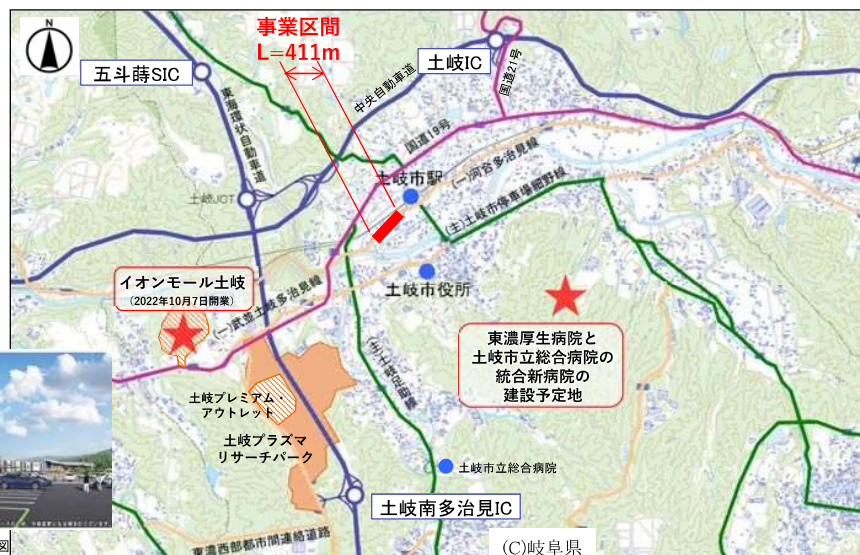 N
事業区間
L=411m
五斗蒔SIC
土岐IC
中央自動車道
国道21号
東海環状自動車道
国道19号
土岐市駅
(一)河合多治見線
土岐JCT
(主)土岐市停車場細野線
イオンモール土岐
(2022年10月7日開業)
土岐市役所
(一)武並土岐多治見線
東濃厚生病院と
土岐市立総合病院の
統合新病院の
建設予定地
(主)土岐足助線
土岐プレミアム・
アウトレット
土岐プラズマ
リサーチパーク
土岐市立総合病院
土岐南多治見IC
東濃西部都市間連絡道路
(C)岐阜県
図